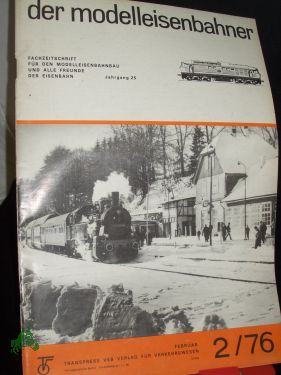 der modelleisenbahner
FACHZEITSCHRIFT
FÜR DEN MODELLEISENBAHNBAU
UND ALLE FREUNDE
DER EISENBAHN Jahrgang 25
FEBRUAR
TRANSPRESS VEB VERLAG FÜR VERKEHRSWESEN
2/76